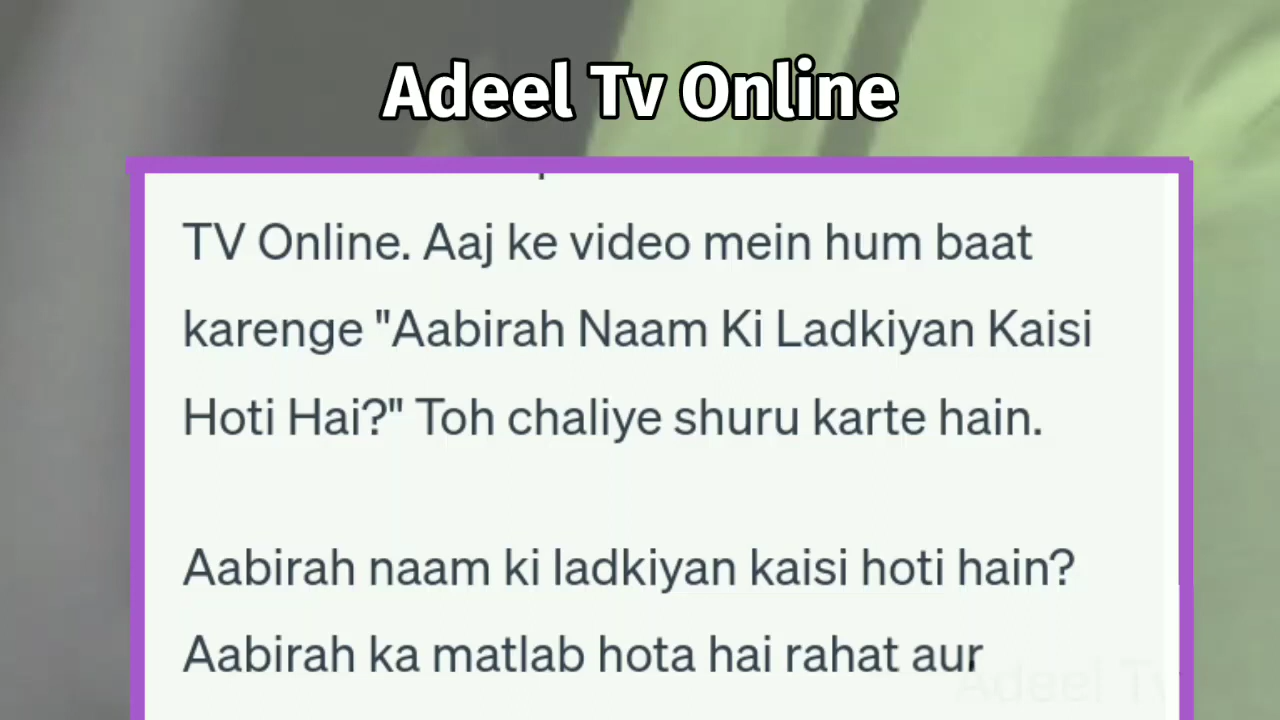 Adeel Tv Online
TV Online. Aaj ke video mein hum baat
karenge "Aabirah Naam Ki Ladkiyan Kaisi
Hoti Hai?" Toh chaliye shuru karte hain.
Aabirah naam ki ladkiyan kaisi hoti hain?
Aabirah ka matlab hota hai rahat aur
Adeel Tv